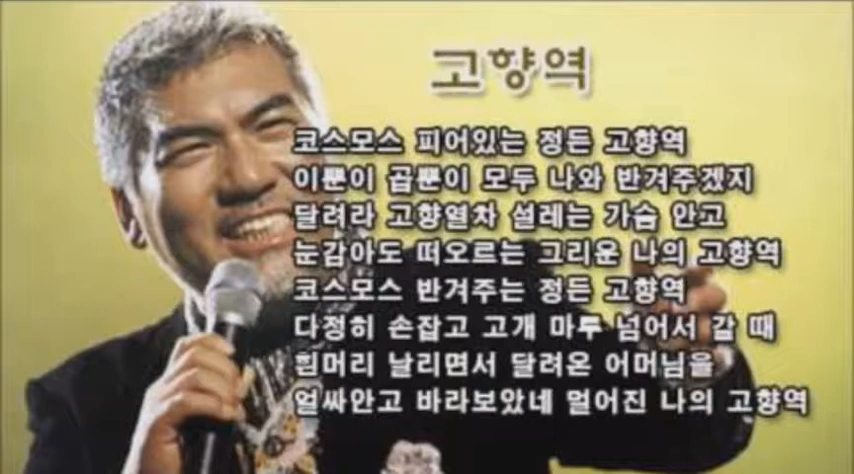 고향역
코스모스 피어있는 정든 고향역
이뿐이 곱뿐이 모두 나와 반겨주겠지
달려라 고향열차 설레는 가슴 안고
눈감아도 떠오르는 그리운 나의 고향역
코스모스 반겨주는 정든 고향역
다정히 손잡고 고개 마루 넘어서 갈 때
흰머리 날리면서 달려온 어머님을
얼싸안고 바라보았네 멀어진 나의 고향역